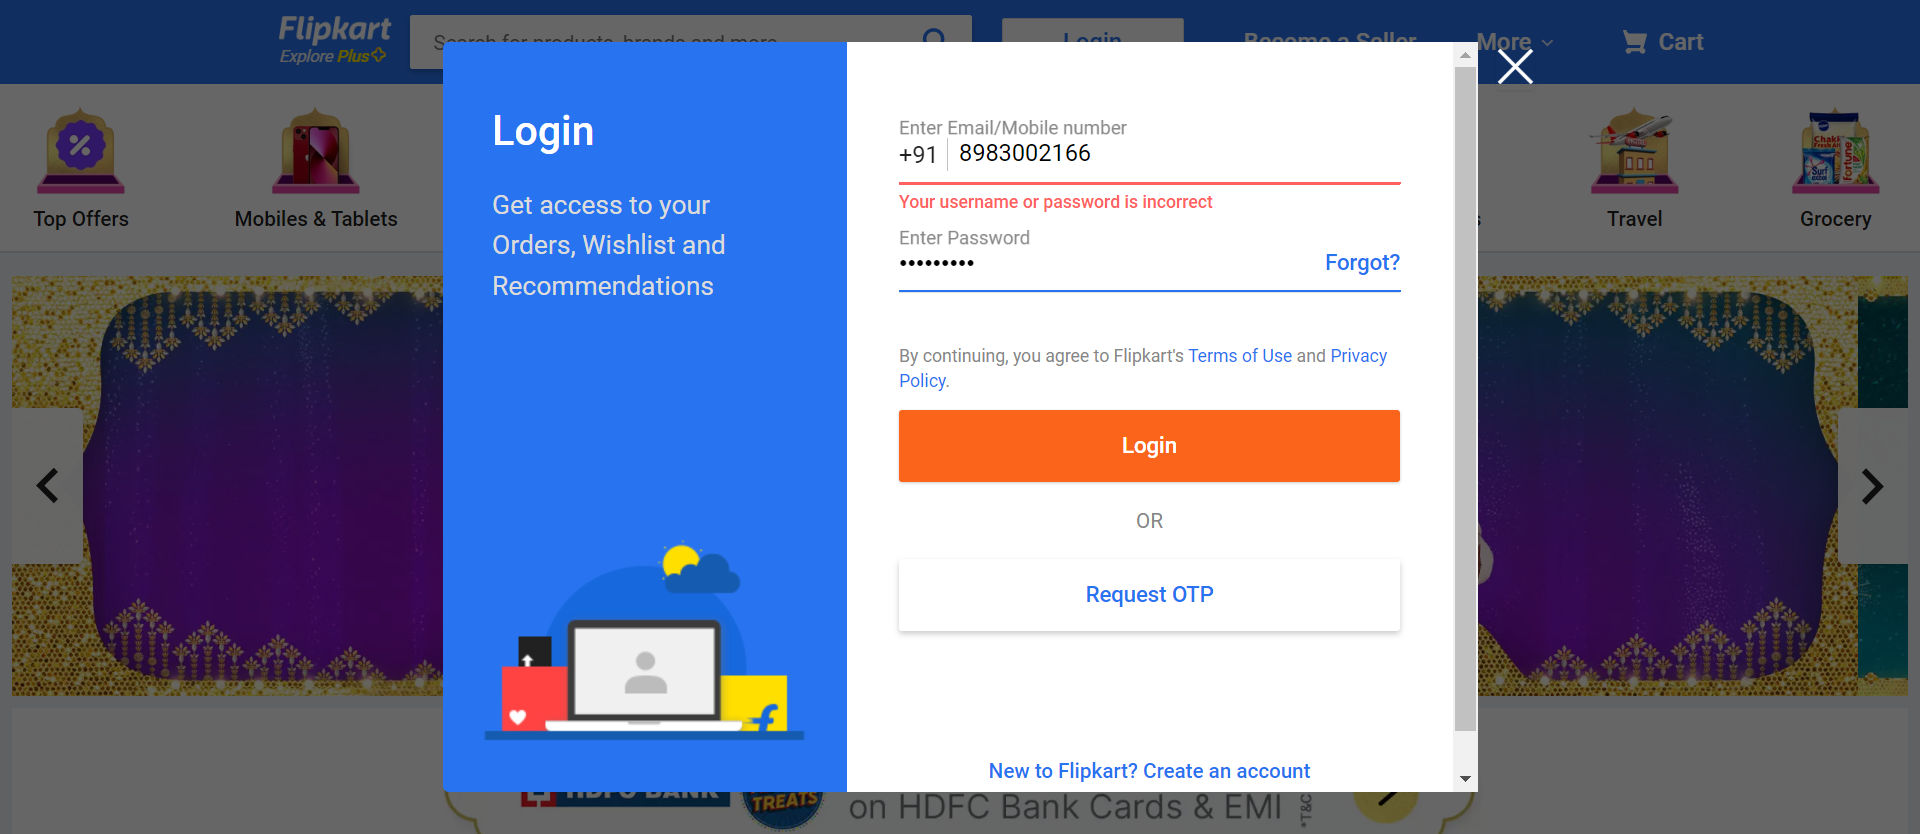 Flipkart
Explore Plus
Search for products, brands and more
Login
Become a Seller
More
Cart
Top Offers
Mobiles & Tablets
Travel
Grocery
Login
Get access to your
Orders, Wishlist and
Recommendations
Enter Email/Mobile number
+91 8983002166
Your username or password is incorrect
Enter Password
Forgot?
By continuing, you agree to Flipkart's Terms of Use and Privacy
Policy.
Login
OR
Request OTP
New to Flipkart? Create an account
HDFC BANK
TREATS
on HDFC Bank Cards & EMI
*T&C